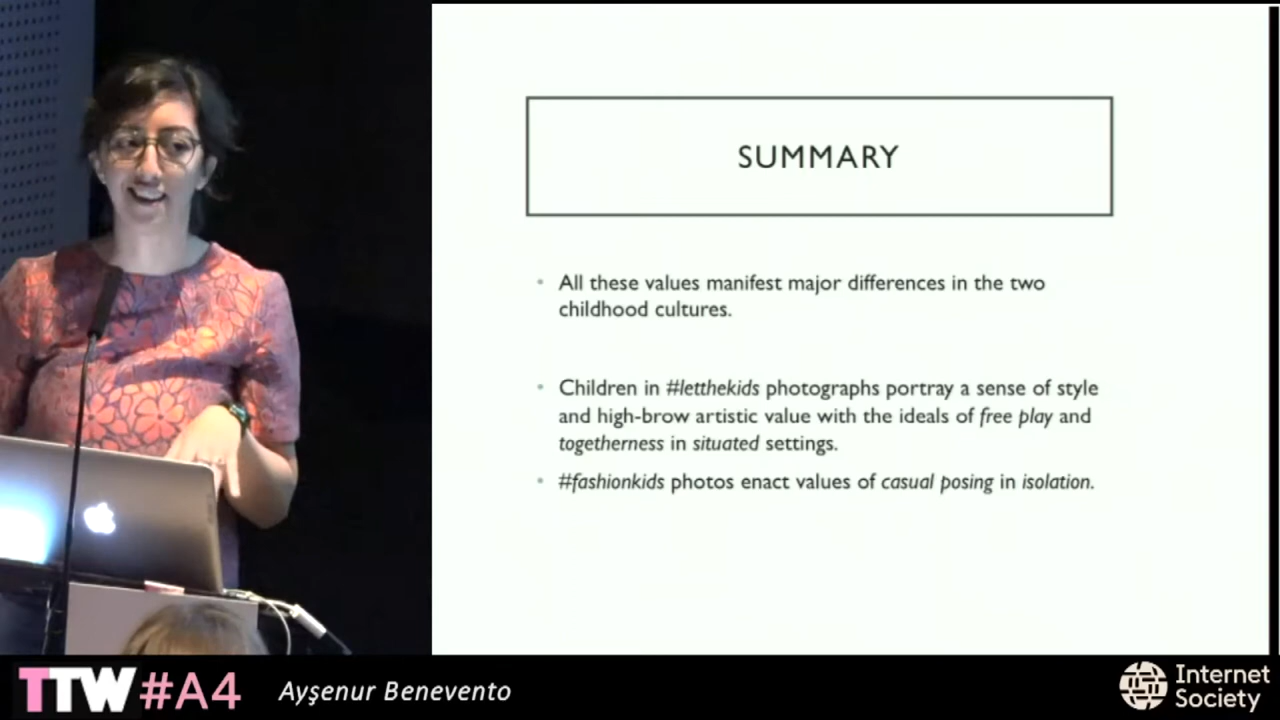 SUMMARY
• All these values manifest major differences in the two
childhood cultures.
• Children in #letthekids photographs portray a sense of style
and high-brow artistic value with the ideals of free play and
togetherness in situated settings.
• #fashionkids photos enact values of casual posing in isolation.
TTW#A4
Ayşenur Benevento
Internet
Society